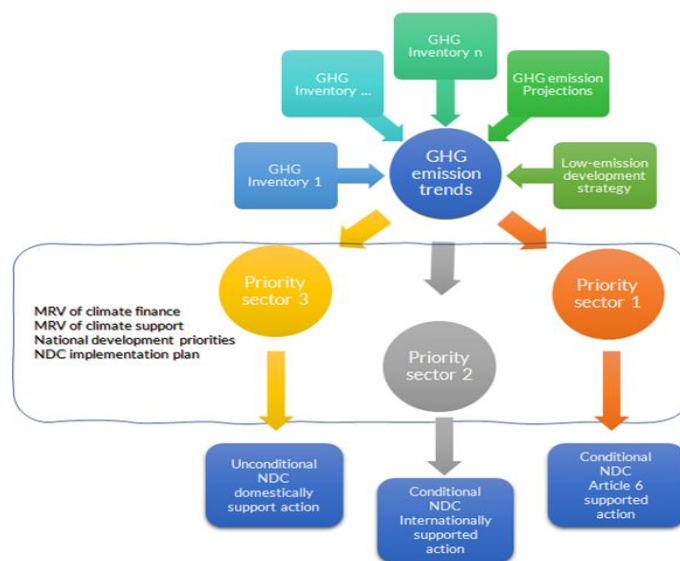 GHG
Inventory n
GHG
Inventory ...
GHG emission
Projections
GHG
Inventory 1
GHG
emission
trends
Low-emission
development
strategy
Priority
sector 3
Priority
sector 1
MRV of climate finance
MRV of climate support
National development priorities
NDC implementation plan
Priority
sector 2
Unconditional
NDC
domestically
support action
Conditional
NDC
Internationally
supported
action
Conditional
NDC
Article 6
supported
action